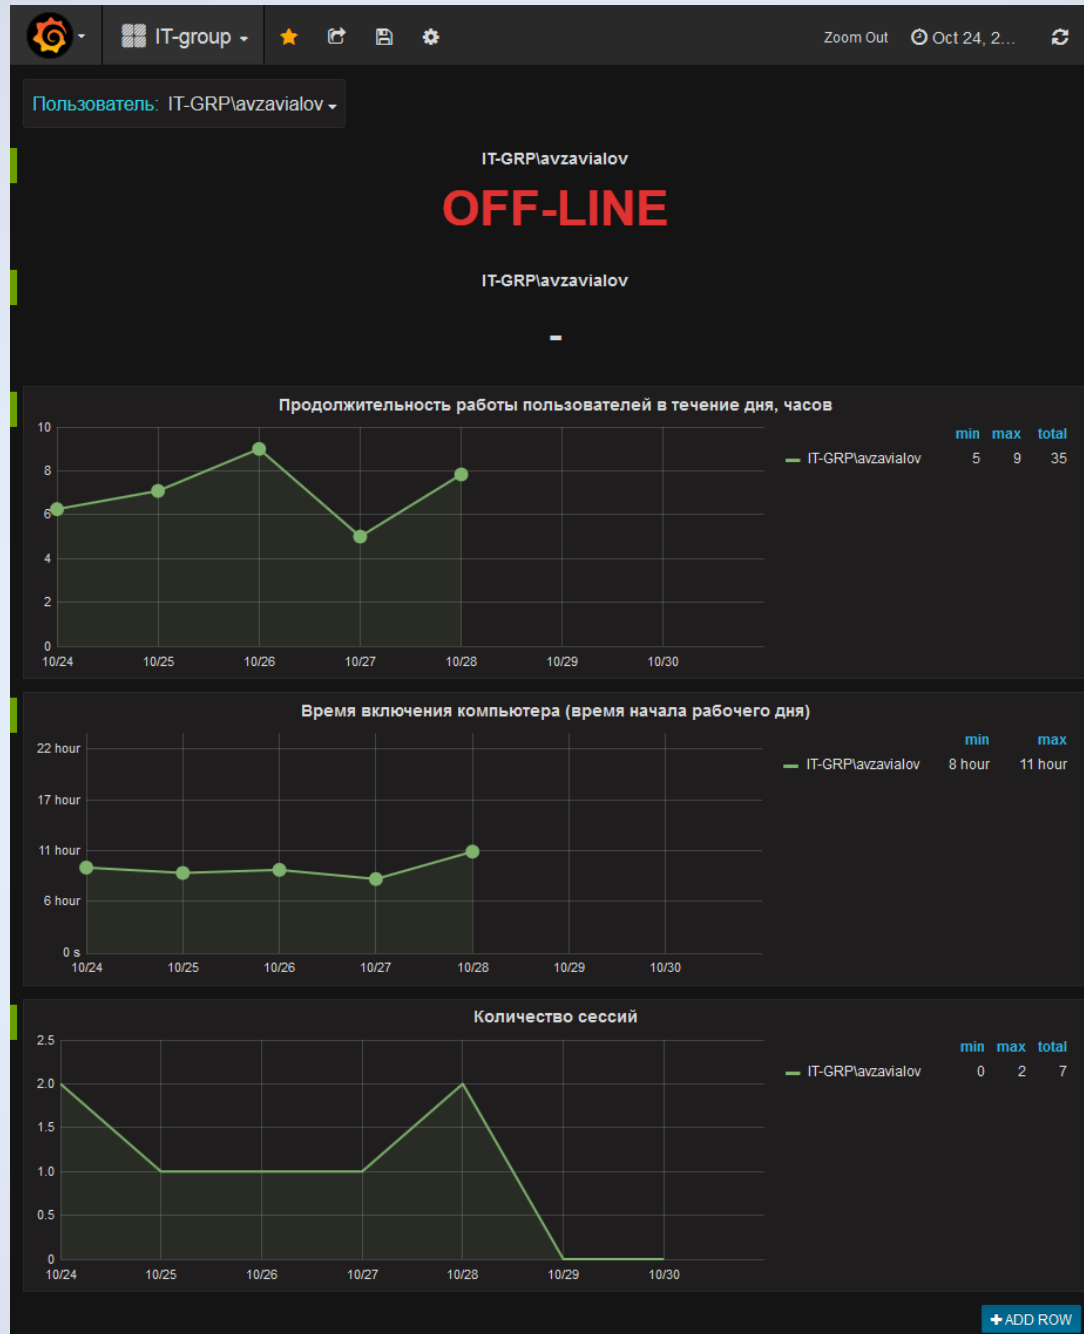 IT-group
Zoom Out Oct 24, 2...
Пользователь: IT-GRP\avzavialov
IT-GRP\avzavialov
OFF-LINE
IT-GRP\avzavialov
-
Продолжительность работы пользователей в течение дня, часов
10
8
6
4
2
0
10/24 10/25 10/26 10/27 10/28 10/29 10/30
min max total
IT-GRP\avzavialov 5 9 35
Время включения компьютера (время начала рабочего дня)
22 hour
17 hour
11 hour
6 hour
0 s
10/24 10/25 10/26 10/27 10/28 10/29 10/30
min max
IT-GRP\avzavialov 8 hour 11 hour
Количество сессий
2.5
2.0
1.5
1.0
0.5
0
10/24 10/25 10/26 10/27 10/28 10/29 10/30
min max total
IT-GRP\avzavialov 0 2 7
+ADD ROW